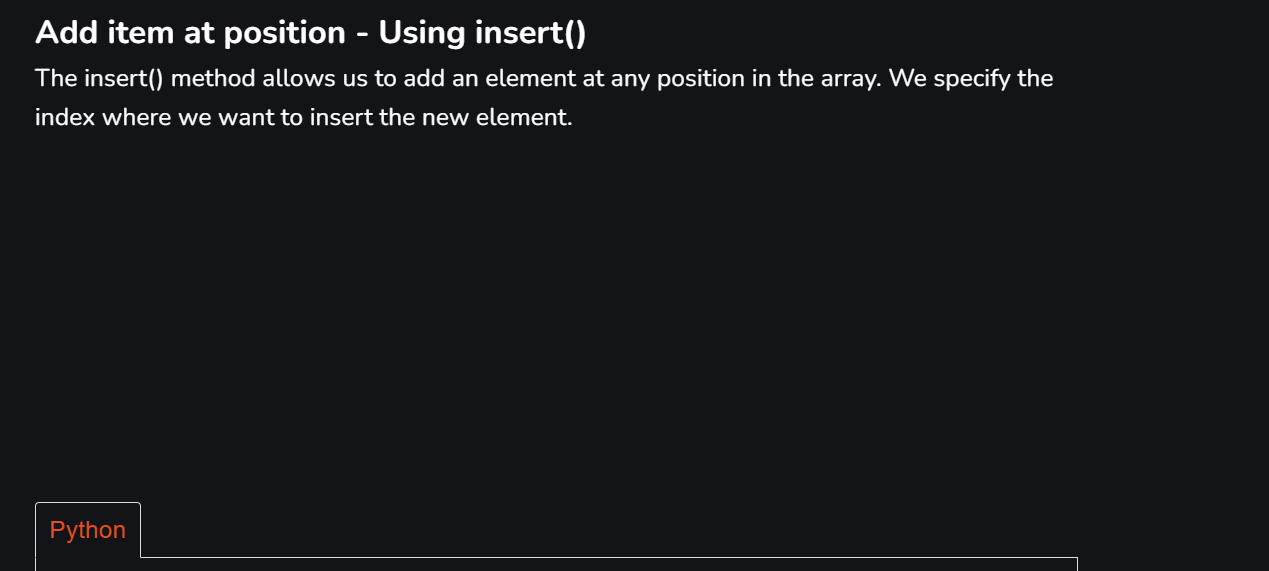 Add item at position - Using insert()
The insert() method allows us to add an element at any position in the array. We specify the
index where we want to insert the new element.
Python